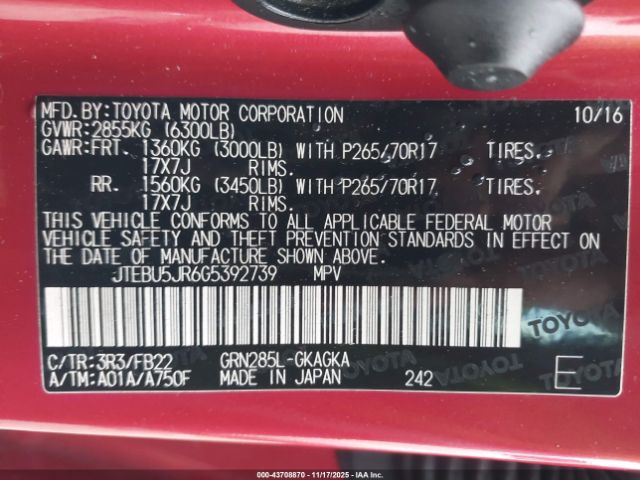 MFD.BY:TOYOTA MOTOR CORPORATION 10/16
GVWR:2855KG (6300LB)
GAWR:FRT. 1360KG (3000LB) WITH P265/70R17 TIRES.
17X7J RIMS.
RR. 1560KG (3450LB) WITH P265/70R17 TIRES.
17X7J RIMS.
THIS VEHICLE CONFORMS TO ALL APPLICABLE FEDERAL MOTOR
VEHICLE SAFETY AND THEFT PREVENTION STANDARDS IN EFFECT ON
THE DATE OF MANUFACTURE SHOWN ABOVE.
JTEBU5JR6G5392739 MPV
TOYOTA
C/TR:3R3/FB22 GRN285L-GKAGKA
A/TM:A01A/A750F MADE IN JAPAN 242 E
000-43708870 11/17/2025 IAA, Inc.